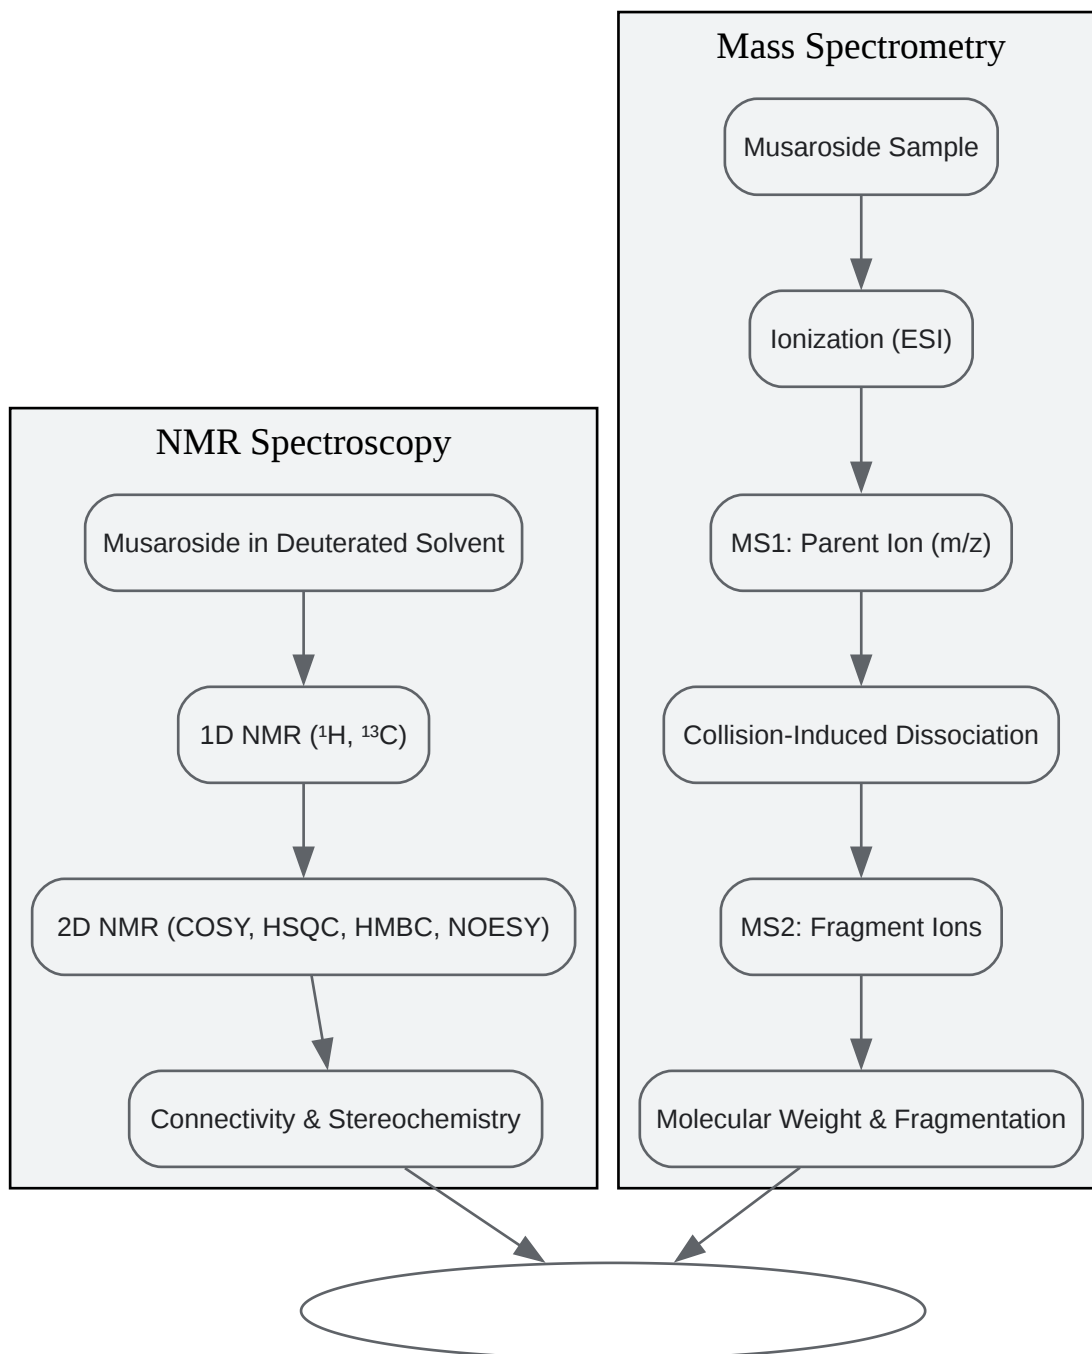 Mass Spectrometry
Musaroside Sample
Ionization (ESI)
MS1: Parent Ion (m/z)
Collision-Induced Dissociation
MS2: Fragment Ions
Molecular Weight & Fragmentation
NMR Spectroscopy
Musaroside in Deuterated Solvent
1D NMR (¹H, ¹³C)
2D NMR (COSY, HSQC, HMBC, NOESY)
Connectivity & Stereochemistry